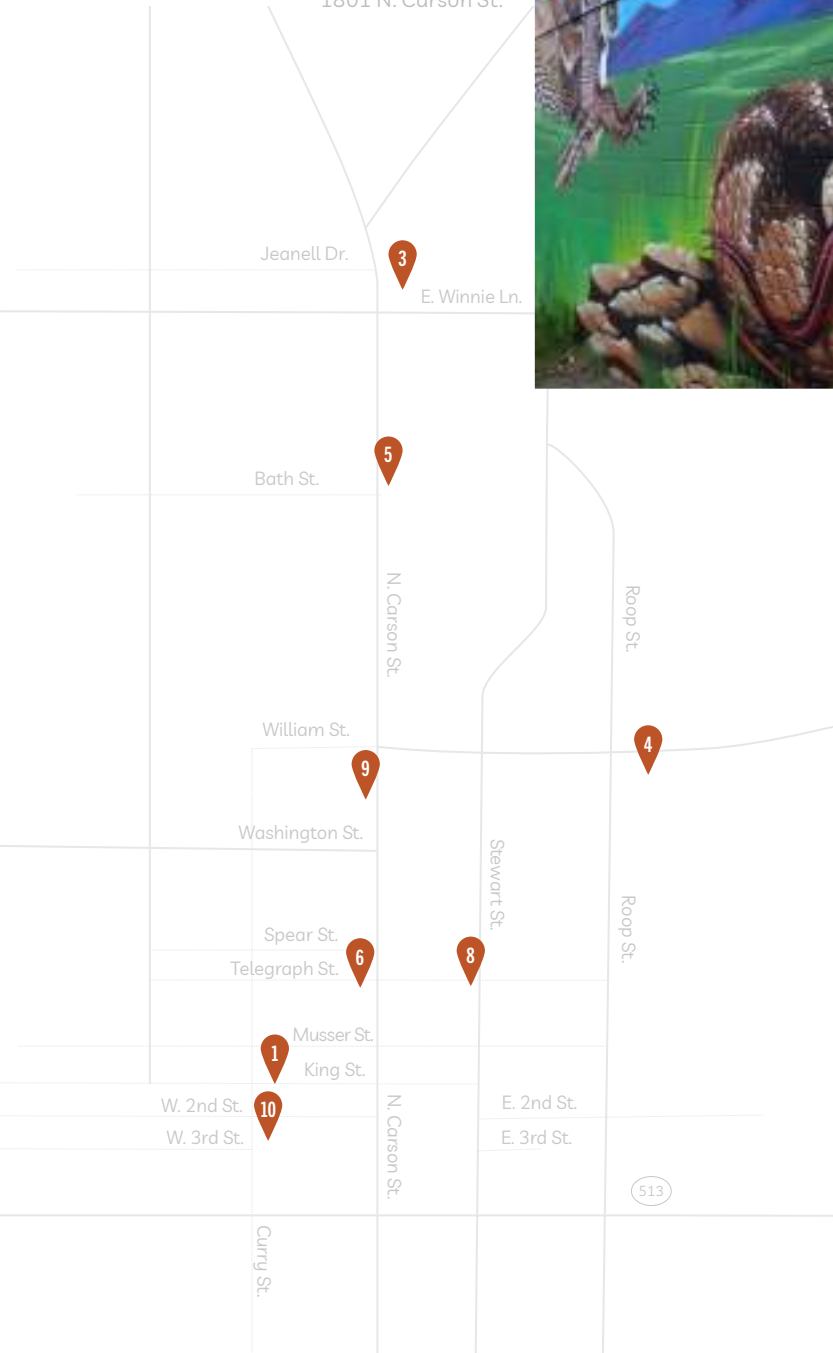 1801 N. Carson St.
Jeanell Dr.
3
E. Winnie Ln.
5
Bath St.
N. Carson St.
Roop St.
William St.
4
9
Washington St.
Stewart St.
Roop St.
Spear St.
6
8
Telegraph St.
Musser St.
1
King St.
W. 2nd St.
10
N. Carson St.
E. 2nd St.
W. 3rd St.
E. 3rd St.
513
Curry St.